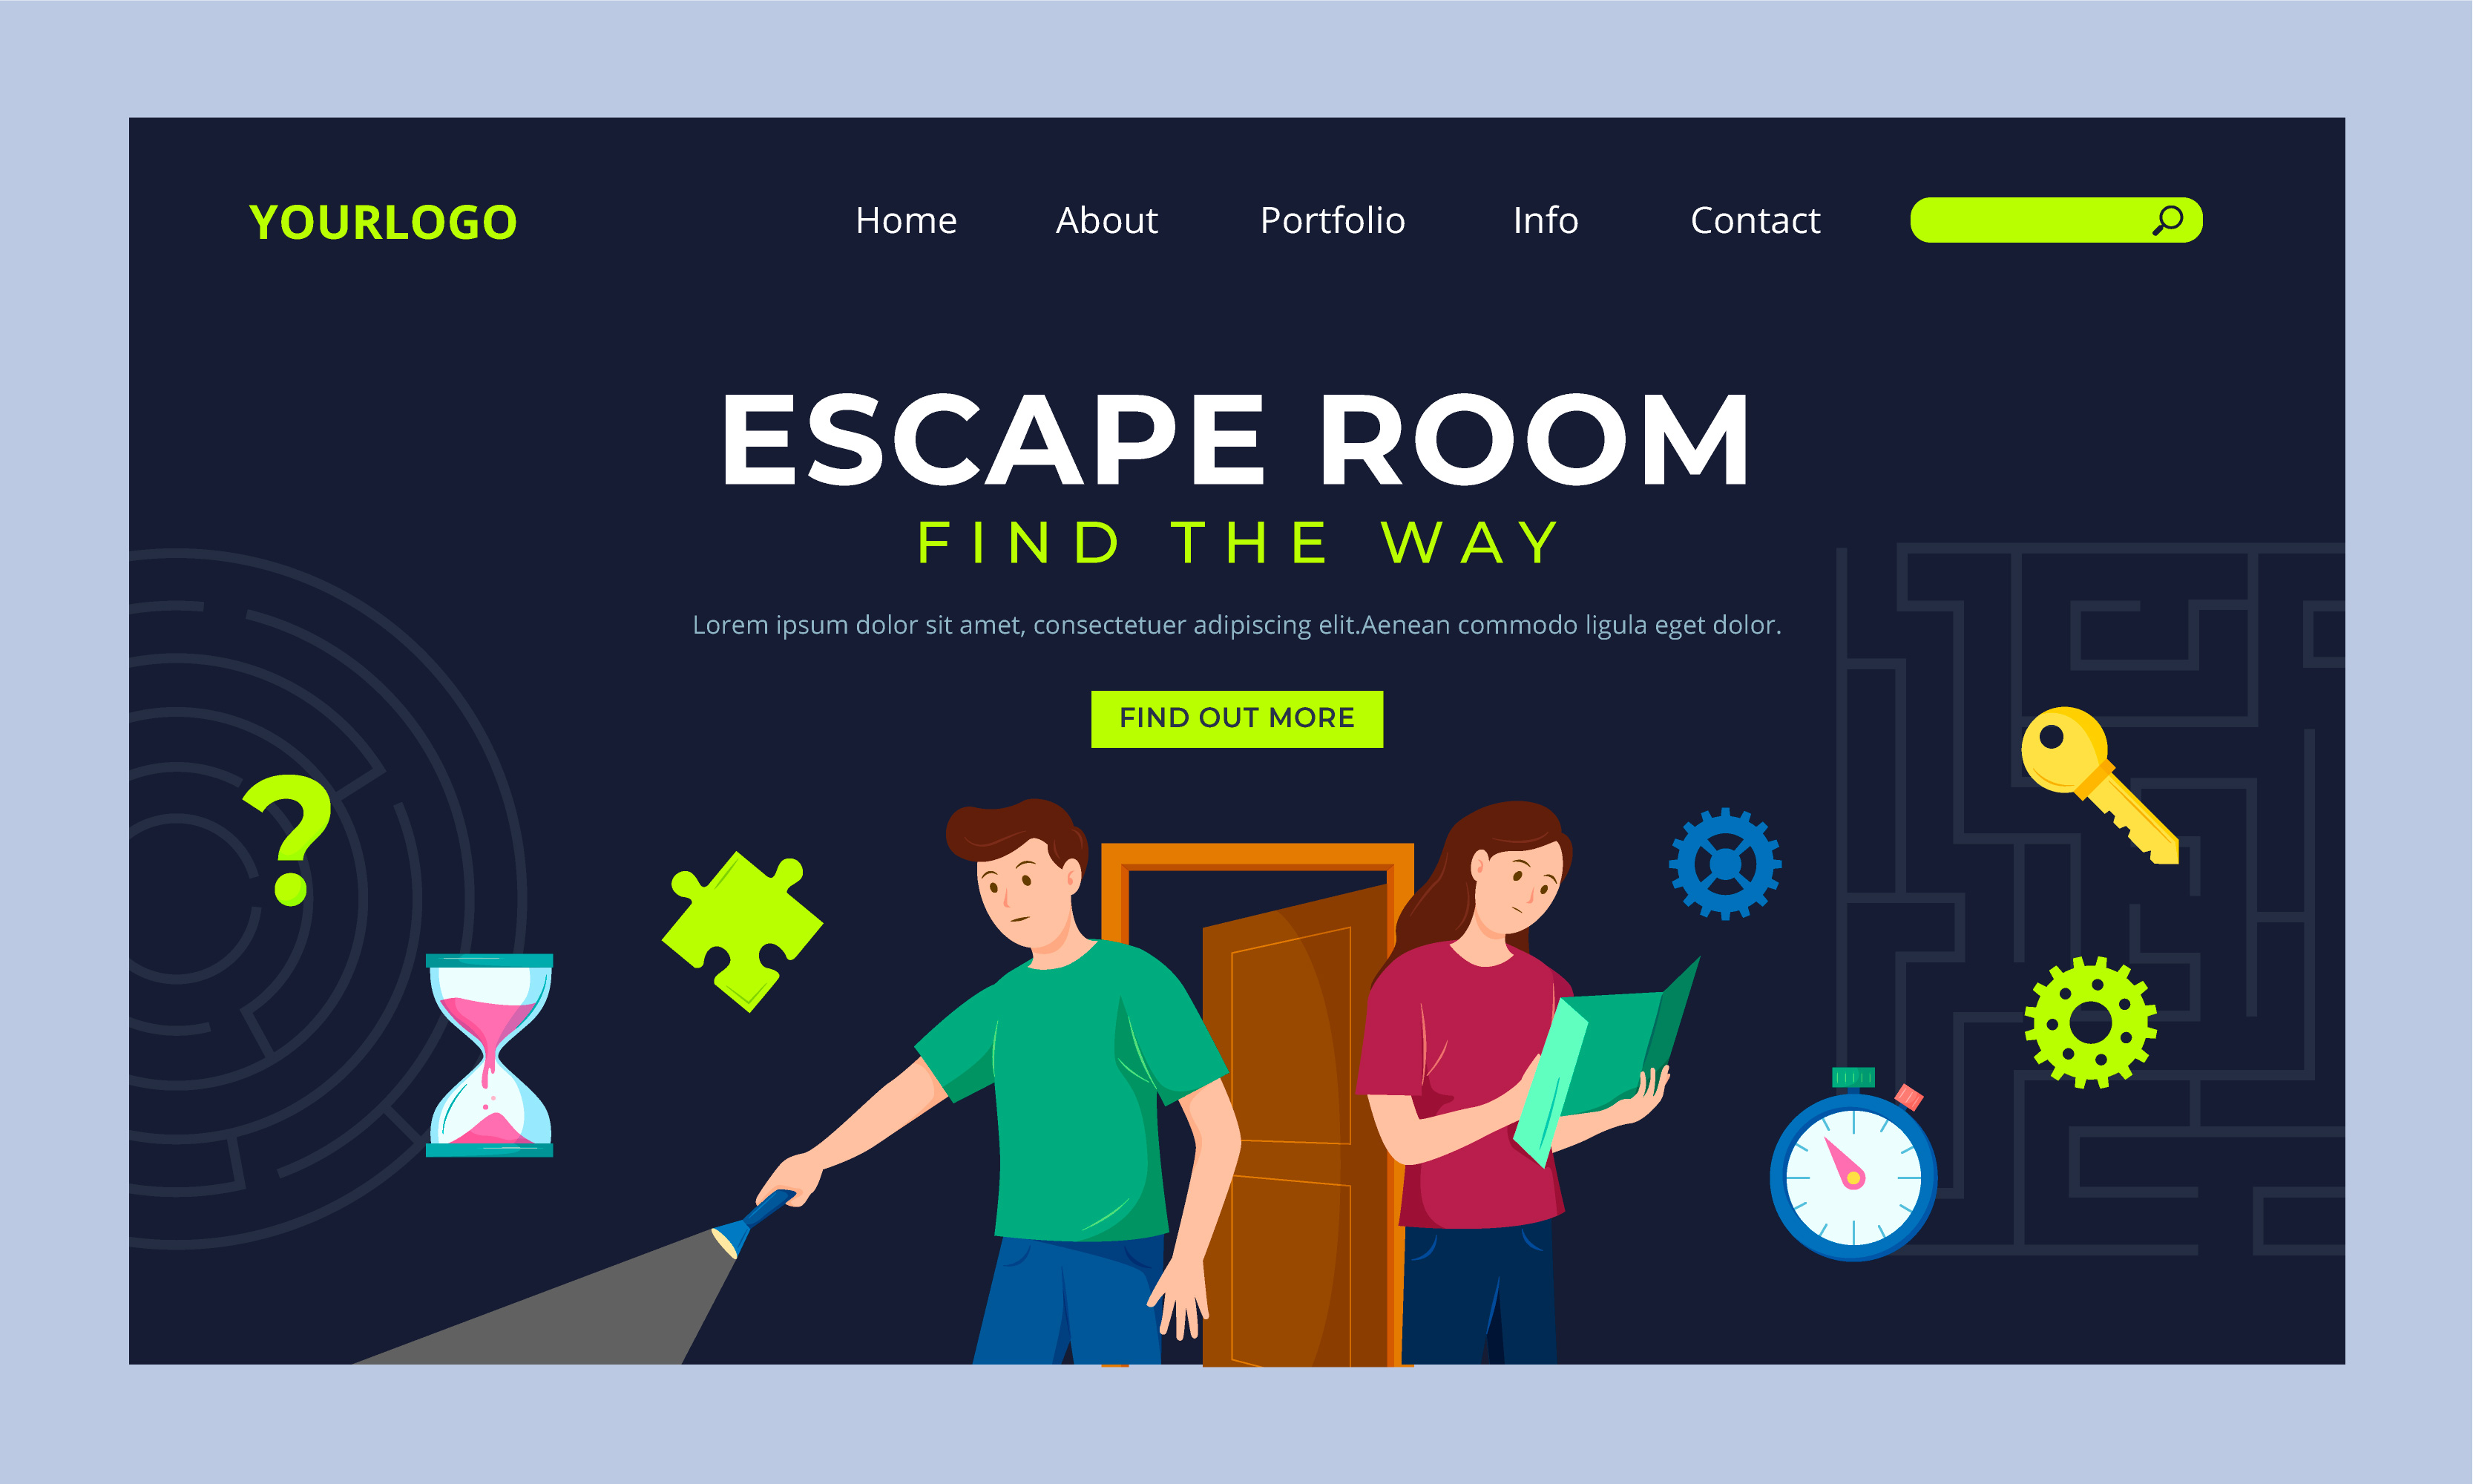 YOURLOGO Home About Portfolio Info Contact
ESCAPE ROOM
FIND THE WAY
Lorem ipsum dolor sit amet, consectetuer adipiscing elit.Aenean commodo ligula eget dolor.
FIND OUT MORE
?